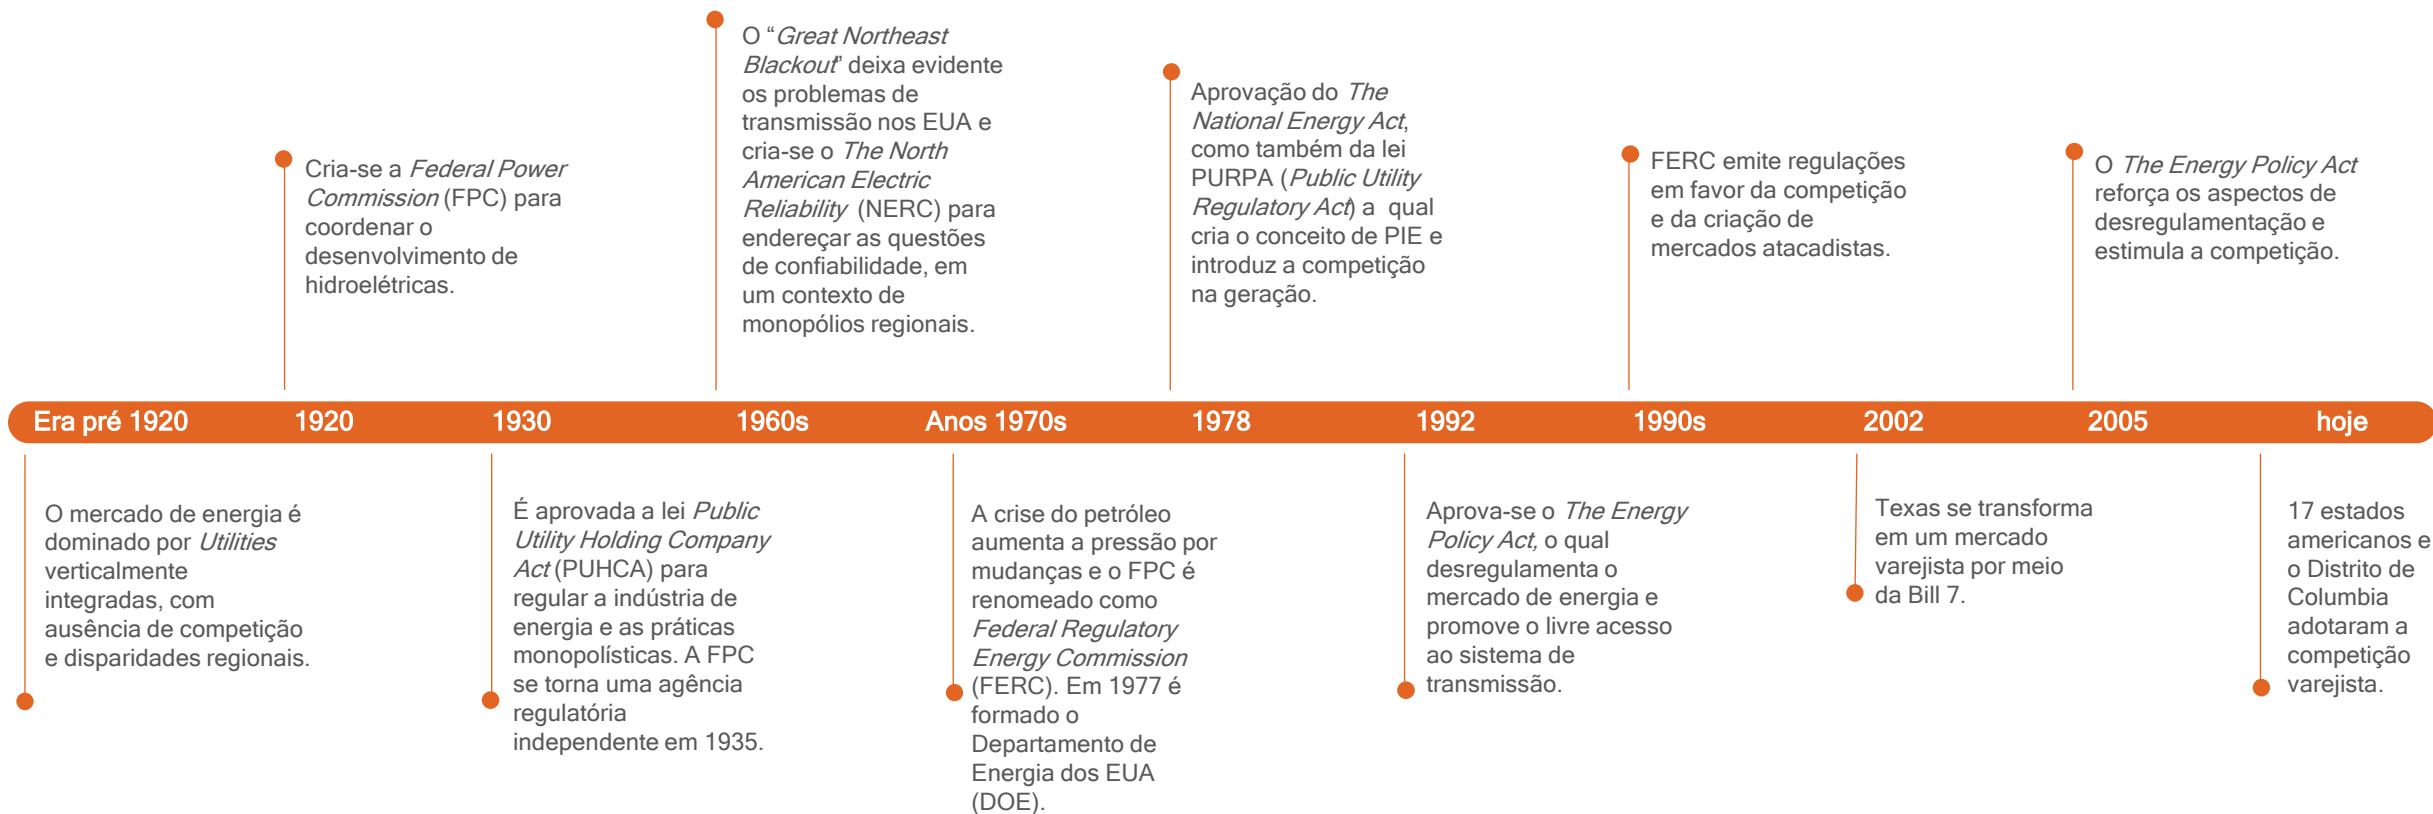 O “Great Northeast
Blackout” deixa evidente
os problemas de
transmissão nos EUA e
cria-se o The North
American Electric
Reliability (NERC) para
endereçar as questões
de confiabilidade, em
um contexto de
monopólios regionais.
Aprovação do The
National Energy Act,
como também da lei
PURPA (Public Utility
Regulatory Act) a qual
cria o conceito de PIE e
introduz a competição
na geração.
Cria-se a Federal Power
Commission (FPC) para
coordenar o
desenvolvimento de
hidroelétricas.
FERC emite regulações
em favor da competição
e da criação de
mercados atacadistas.
O The Energy Policy Act
reforça os aspectos de
desregulamentação e
estimula a competição.
Era pré 1920 1920 1930 1960s Anos 1970s 1978 1992 1990s 2002 2005 hoje
O mercado de energia é
dominado por Utilities
verticalmente
integradas, com
ausência de competição
e disparidades regionais.
É aprovada a lei Public
Utility Holding Company
Act (PUHCA) para
regular a indústria de
energia e as práticas
monopolísticas. A FPC
se torna uma agência
regulatória
independente em 1935.
A crise do petróleo
aumenta a pressão por
mudanças e o FPC é
renomeado como
Federal Regulatory
Energy Commission
(FERC). Em 1977 é
formado o
Departamento de
Energia dos EUA
(DOE).
Aprova-se o The Energy
Policy Act, o qual
desregulamenta o
mercado de energia e
promove o livre acesso
ao sistema de
transmissão.
Texas se transforma
em um mercado
varejista por meio
da Bill 7.
17 estados
americanos e
o Distrito de
Columbia
adotaram a
competição
varejista.